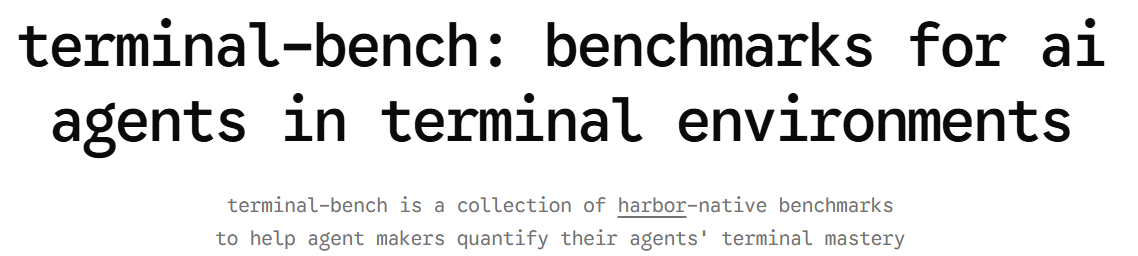 terminal-bench: benchmarks for ai
agents in terminal environments
terminal-bench is a collection of harbor-native benchmarks
to help agent makers quantify their agents' terminal mastery